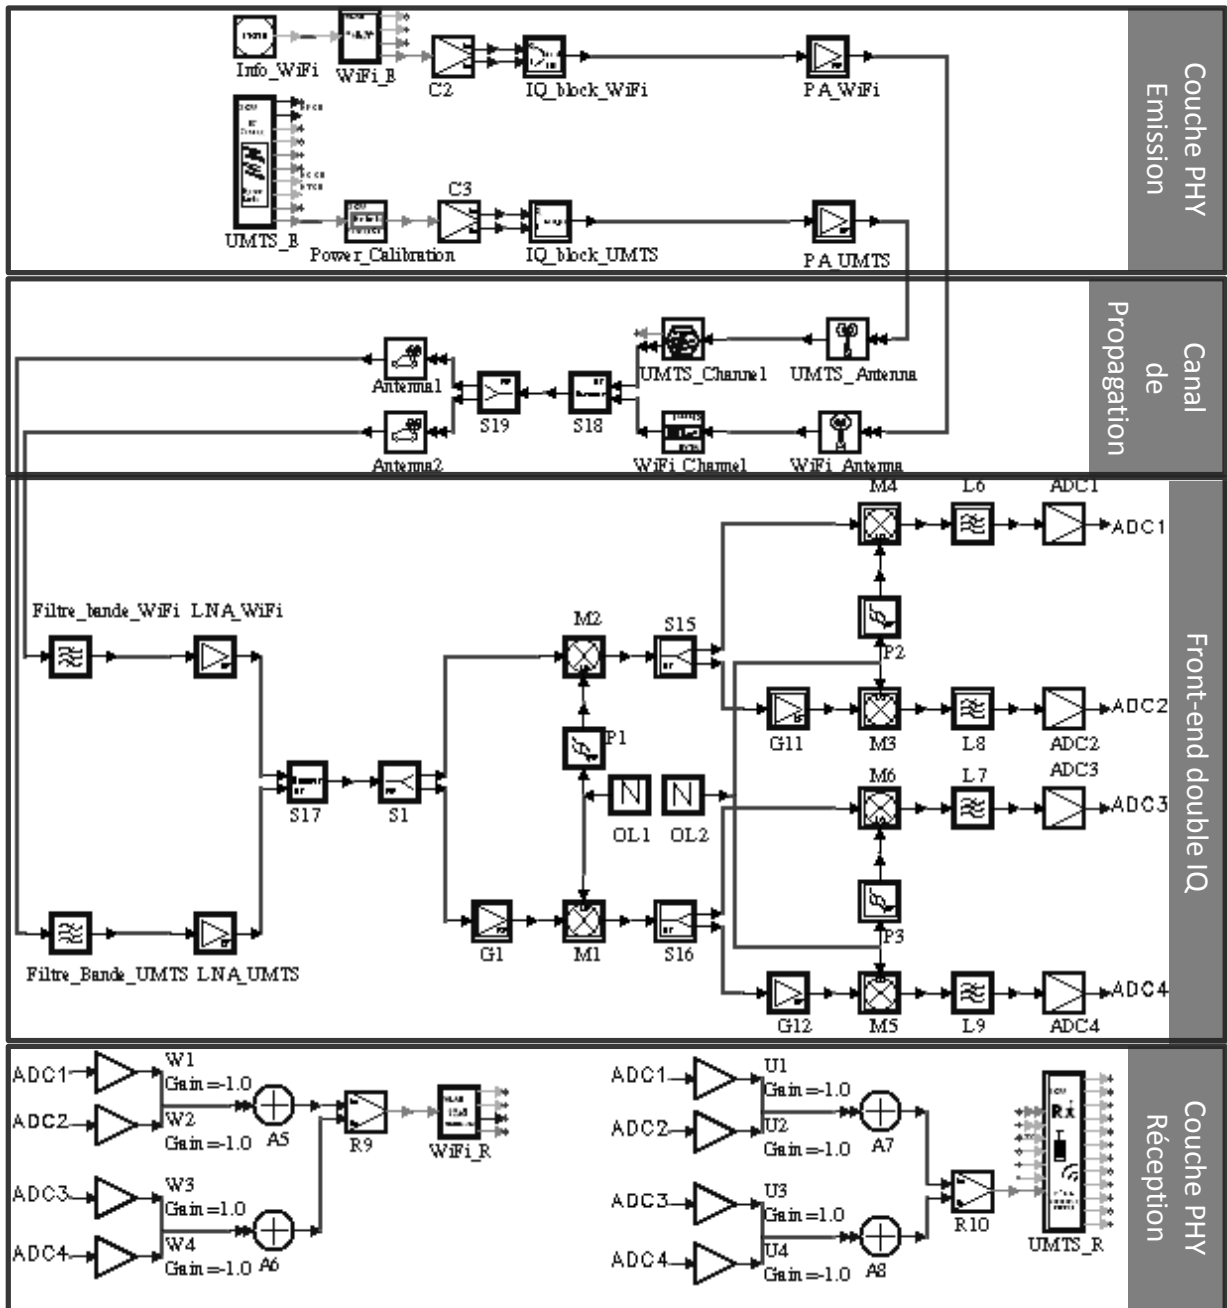 Info_WiFi
WiFi_E
C2
IQ_block_WiFi
PA_WiFi
UMTS_E
Power_Calibration
C3
IQ_block_UMTS
PA_UMTS
Couche PHY
Emission
Antenna1
UMTS_Channel
UMTS_Antenna
S19
S18
Antenna2
WiFi_Channel
WiFi_Antenna
Canal
de
Propagation
M4
L6
ADC1
ADC1
Filtre_bande_WiFi
LNA_WiFi
M2
S15
P2
G11
M3
L8
ADC2
ADC2
P1
S17
S1
OL1
OL2
M6
L7
ADC3
ADC3
P3
G1
M1
S16
Filtre_Bande_UMTS
LNA_UMTS
G12
M5
L9
ADC4
ADC4
Front-end double IQ
ADC1
W1
Gain=-1.0
ADC2
W2
Gain=-1.0
A5
R9
WiFi_R
ADC3
W3
Gain=1.0
ADC4
W4
Gain=-1.0
A6
ADC1
U1
Gain=-1.0
ADC2
U2
Gain=-1.0
A7
ADC3
U3
Gain=1.0
ADC4
U4
Gain=-1.0
A8
R10
Rx
UMTS_R
Couche PHY
Réception